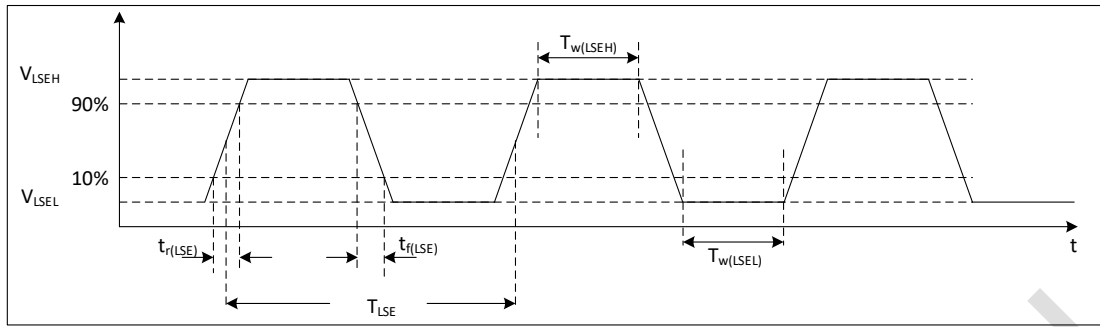 T_w(LSEH)
V_LSEH
90%
10%
V_LSEL
t_r(LSE)
t_f(LSE)
T_w(LSEL)
t
T_LSE